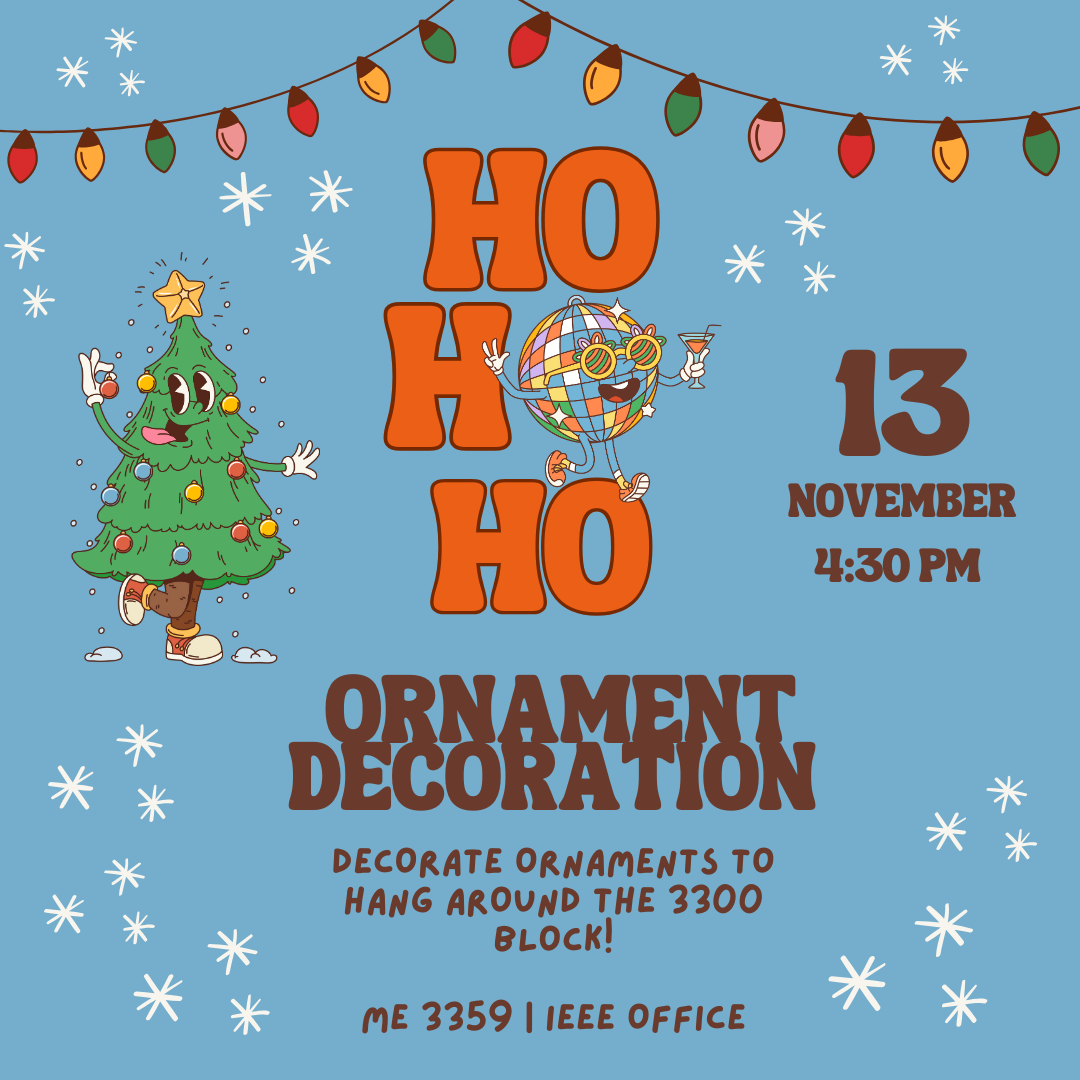 HO
HO
HO
13
NOVEMBER
4:30 PM
ORNAMENT
DECORATION
DECORATE ORNAMENTS TO
HANG AROUND THE 3300
BLOCK!
ME 3359 | IEEE OFFICE